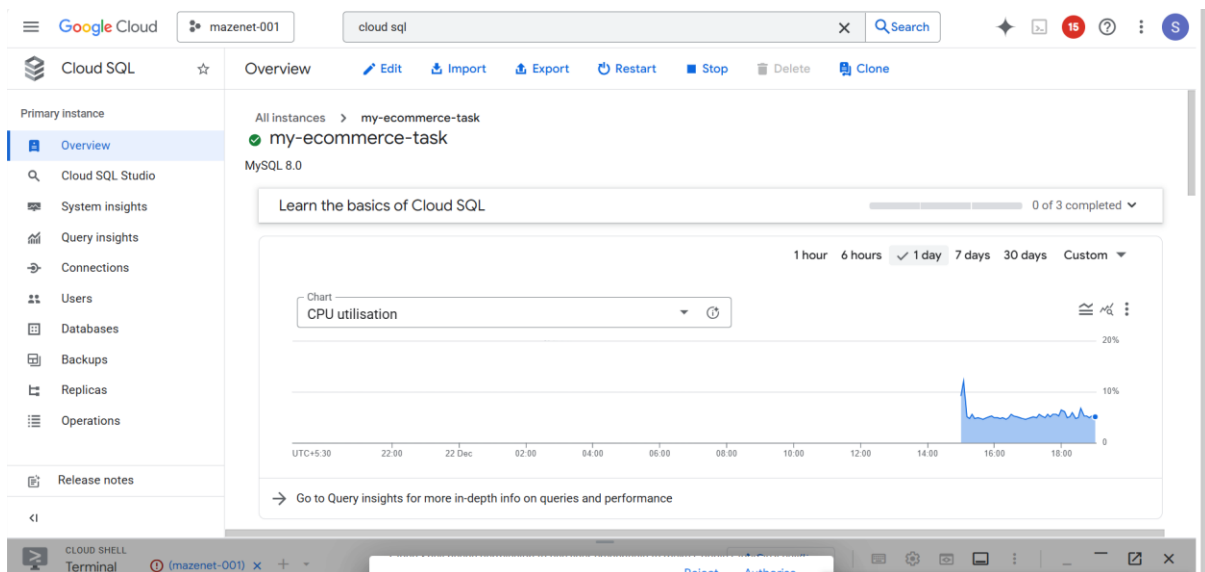 Google Cloud
mazenet-001
cloud sql
Search
15
S
Cloud SQL
Overview
Edit
Import
Export
Restart
Stop
Delete
Clone
Primary instance
Overview
Cloud SQL Studio
System insights
Query insights
Connections
Users
Databases
Backups
Replicas
Operations
Release notes
All instances > my-ecommerce-task
my-ecommerce-task
MySQL 8.0
Learn the basics of Cloud SQL
0 of 3 completed
1 hour 6 hours 1 day 7 days 30 days Custom
Chart
CPU utilisation
20%
10%
0
UTC+5:30 22:00 22 Dec 02:00 04:00 06:00 08:00 10:00 12:00 14:00 16:00 18:00
Go to Query insights for more in-depth info on queries and performance
CLOUD SHELL
Terminal
(mazenet-001)
Reject Authorise